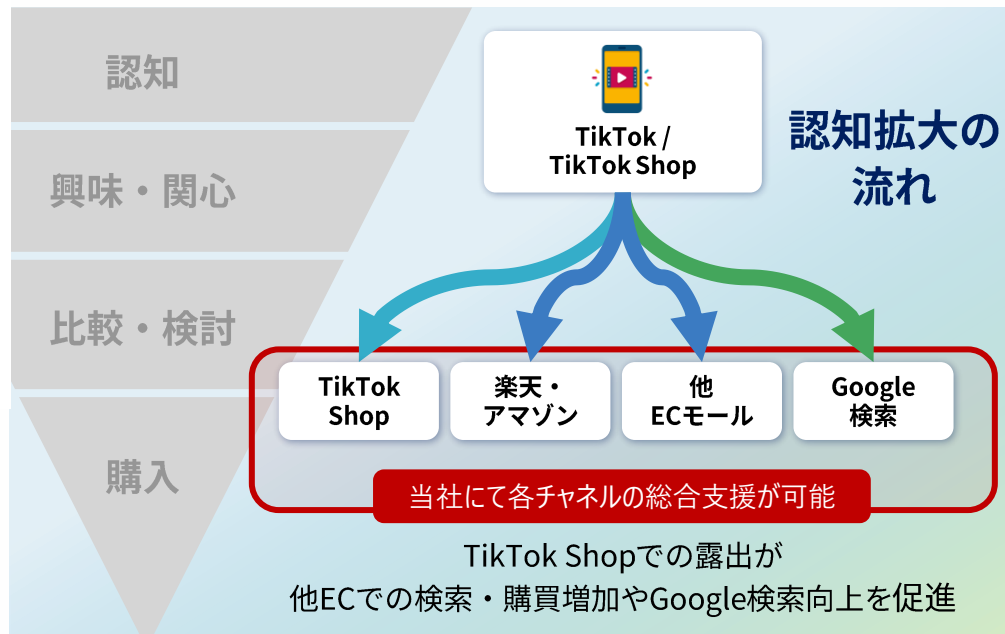 認知
興味・関心
比較・検討
購入
TikTok /
TikTok Shop
認知拡大の
流れ
TikTok
Shop
楽天・
アマゾン
他
ECモール
Google
検索
当社にて各チャネルの総合支援が可能
TikTok Shopでの露出が
他ECでの検索・購買増加やGoogle検索向上を促進